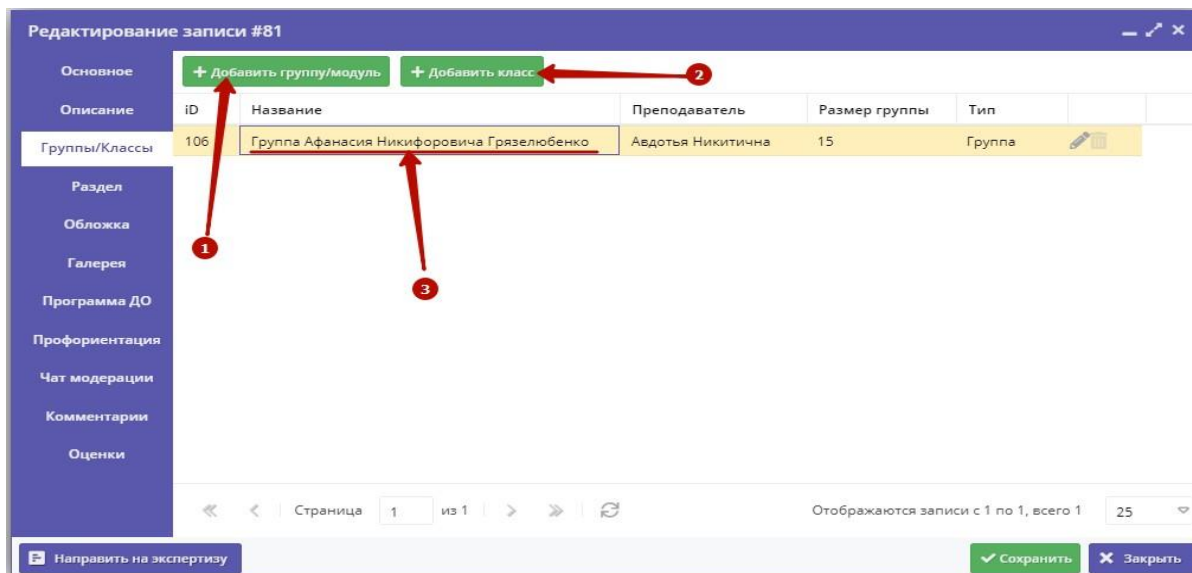 Редактирование записи #81
Основное
Описание
Группы/Классы
Раздел
Обложка
Галерея
Программа ДО
Профориентация
Чат модерации
Комментарии
Оценки
+ Добавить группу/модуль + Добавить класс
2
iD Название Преподаватель Размер группы Тип
106 Группа Афанасия Никифоровича Грязелюбенко Авдотья Никитична 15 Группа
1
3
Страница 1 из 1 Отображаются записи с 1 по 1, всего 1 25
Направить на экспертизу Сохранить Закрыть